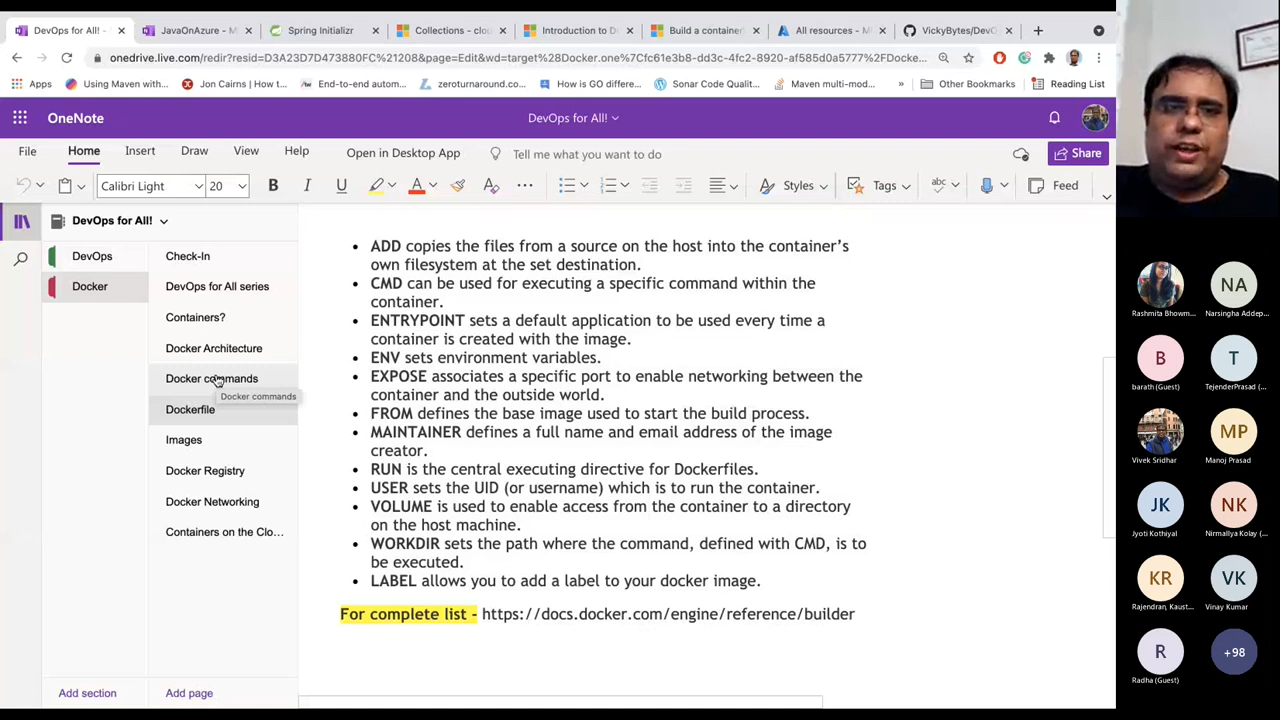 DevOps for All! -
JavaOnAzure - M
Spring Initializr
Collections - clou
Introduction to D
Build a container
All resources - M
VickyBytes/DevO
onedrive.live.com/redir?resid=D3A23D7D473880FC%21208&page=Edit&wd=target%28Docker.one%7Cfc61e3b8-dd3c-4fc2-8920-af585d0a5777%2FDocke...
Apps
Using Maven with...
Jon Cairns | How t...
End-to-end autom...
zeroturnaround.co...
How is GO differe...
Sonar Code Qualit...
Maven multi-mod...
»
Other Bookmarks
Reading List
OneNote
DevOps for All!
File
Home
Insert
Draw
View
Help
Open in Desktop App
Tell me what you want to do
Share
Calibri Light
20
B
I
U
Styles
Tags
Feed
DevOps for All!
DevOps
Docker
Check-In
DevOps for All series
Containers?
Docker Architecture
Docker commands
Docker commands
Dockerfile
Images
Docker Registry
Docker Networking
Containers on the Clo...
Add section
Add page
• ADD copies the files from a source on the host into the container's
own filesystem at the set destination.
• CMD can be used for executing a specific command within the
container.
• ENTRYPOINT sets a default application to be used every time a
container is created with the image.
• ENV sets environment variables.
• EXPOSE associates a specific port to enable networking between the
container and the outside world.
• FROM defines the base image used to start the build process.
• MAINTAINER defines a full name and email address of the image
creator.
• RUN is the central executing directive for Dockerfiles.
• USER sets the UID (or username) which is to run the container.
• VOLUME is used to enable access from the container to a directory
on the host machine.
• WORKDIR sets the path where the command, defined with CMD, is to
be executed.
• LABEL allows you to add a label to your docker image.
For complete list - https://docs.docker.com/engine/reference/builder
Rashmita Bhowm...
NA
Narsingha Addep...
B
barath (Guest)
T
TejenderPrasad (...
Vivek Sridhar
MP
Manoj Prasad
JK
Jyoti Kothiyal
NK
Nirmallya Kolay (...
KR
Rajendran, Kaust...
VK
Vinay Kumar
R
Radha (Guest)
+98